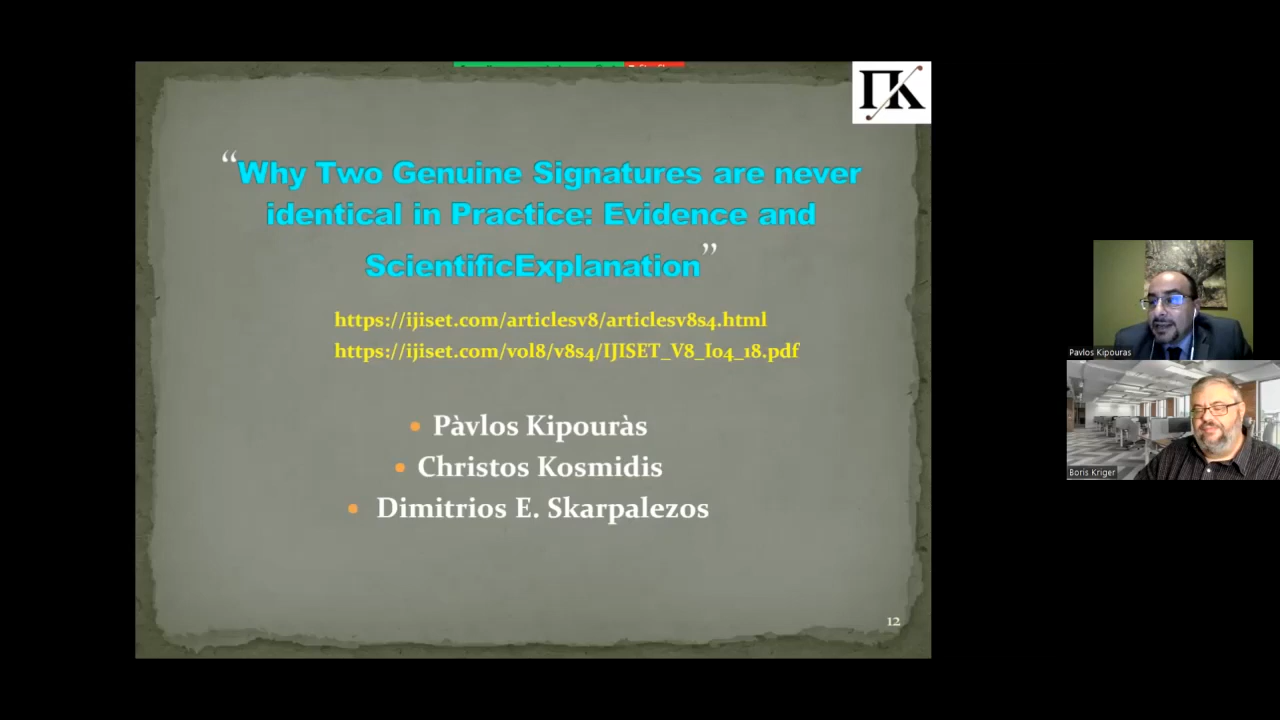 ΠΚ
“Why Two Genuine Signatures are never
identical in Practice: Evidence and
ScientificExplanation”
https://ijiset.com/articlesv8/articlesv8s4.html
https://ijiset.com/vol8/v8s4/IJISET_V8_I04_18.pdf
• Pàvlos Kipouràs
• Christos Kosmidis
• Dimitrios E. Skarpalezos
12
Pavlos Kipouras
Boris Kriger